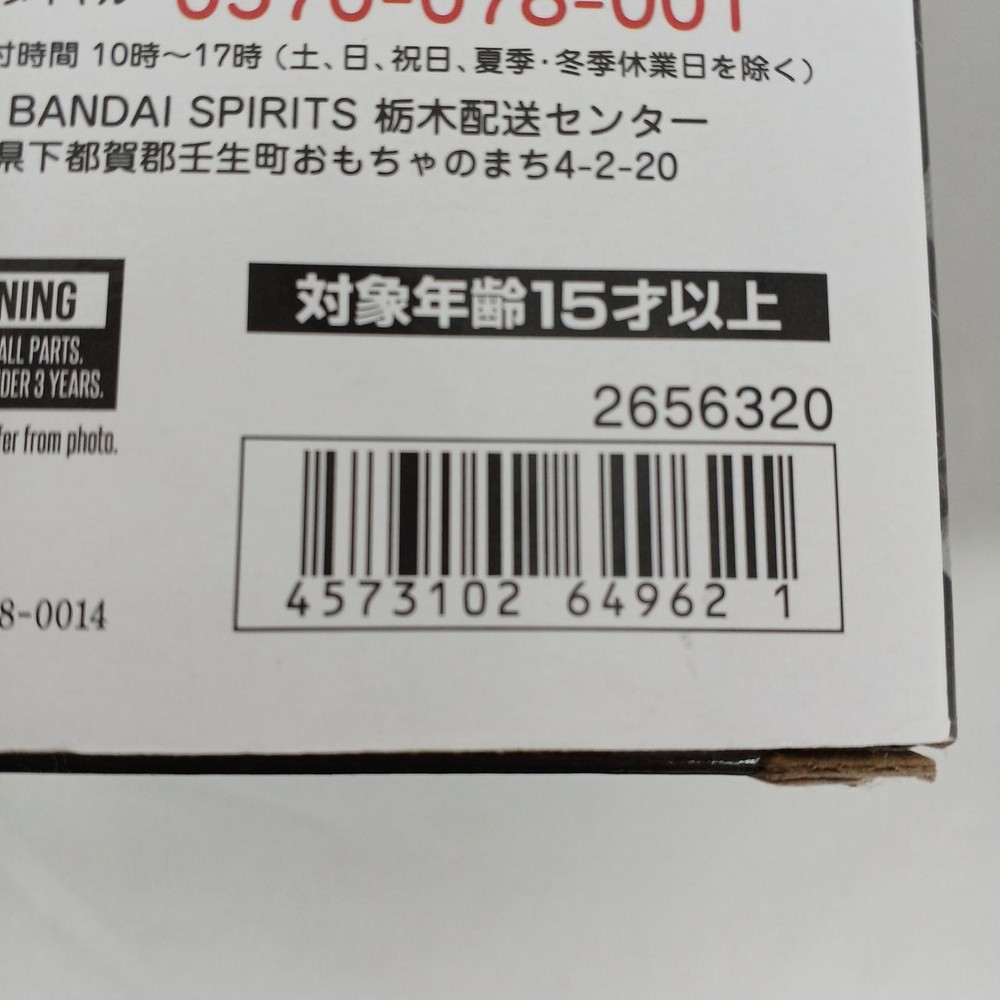 0570-078-001
付時間 10時～17時（土、日、祝日、夏季・冬季休業日を除く）
BANDAI SPIRITS 栃木配送センター
県下都賀郡壬生町おもちゃのまち4-2-20
NING
ALL PARTS.
DER 3 YEARS.
fer from photo.
対象年齢15才以上
2656320
4573102 64962 1
8-0014